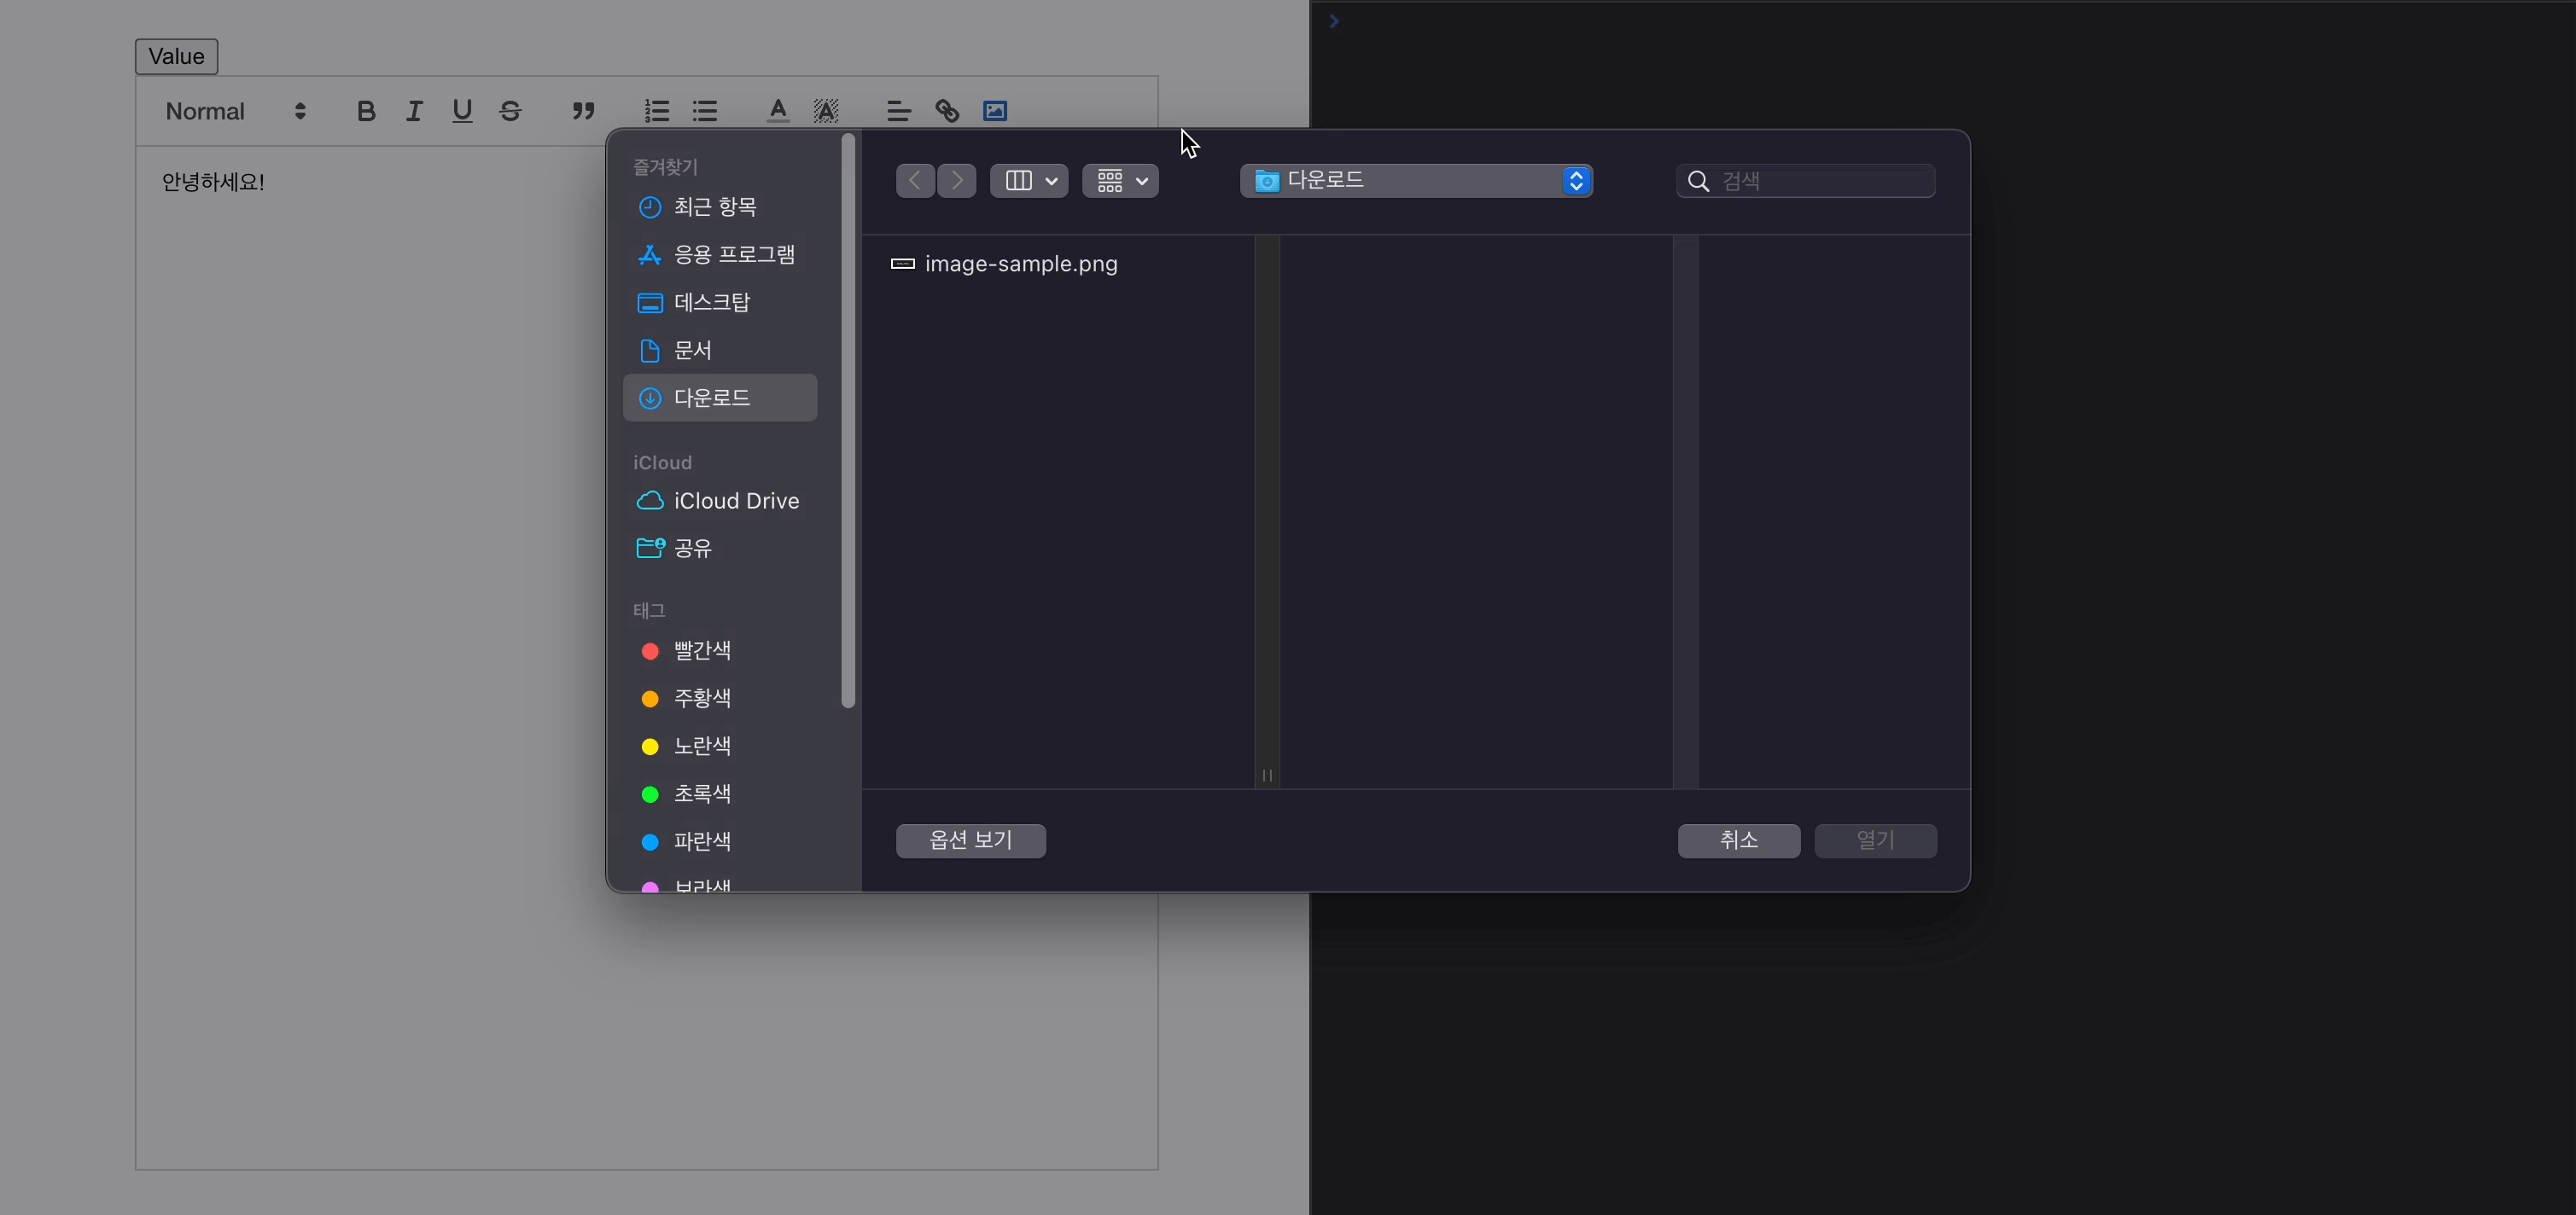 Value
Normal
안녕하세요!
즐겨찾기
최근 항목
응용 프로그램
데스크탑
문서
다운로드
iCloud
iCloud Drive
공유
태그
빨간색
주황색
노란색
초록색
파란색
보라색
다운로드
검색
image-sample.png
옵션 보기
취소
열기